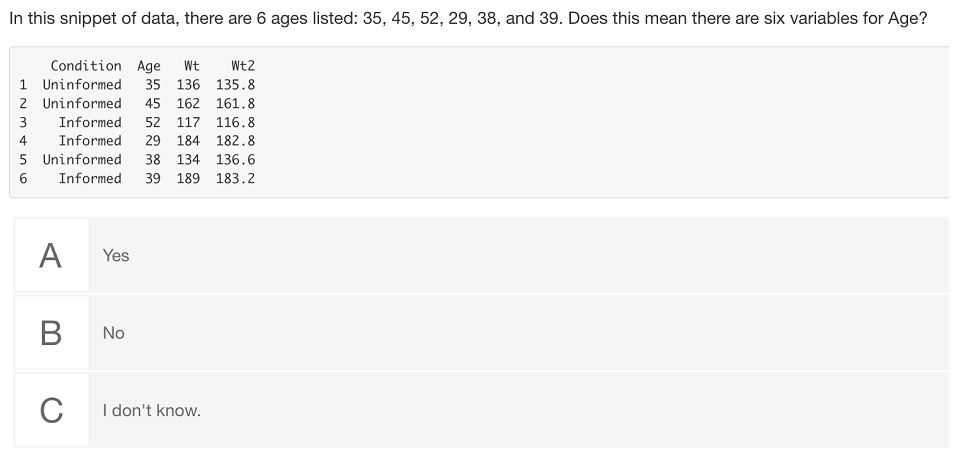 In this snippet of data, there are 6 ages listed: 35, 45, 52, 29, 38, and 39. Does this mean there are six variables for Age?
Condition Age Wt Wt2
1 Uninformed 35 136 135.8
2 Uninformed 45 162 161.8
3 Informed 52 117 116.8
4 Informed 29 184 182.8
5 Uninformed 38 134 136.6
6 Informed 39 189 183.2
A Yes
B No
C I don't know.